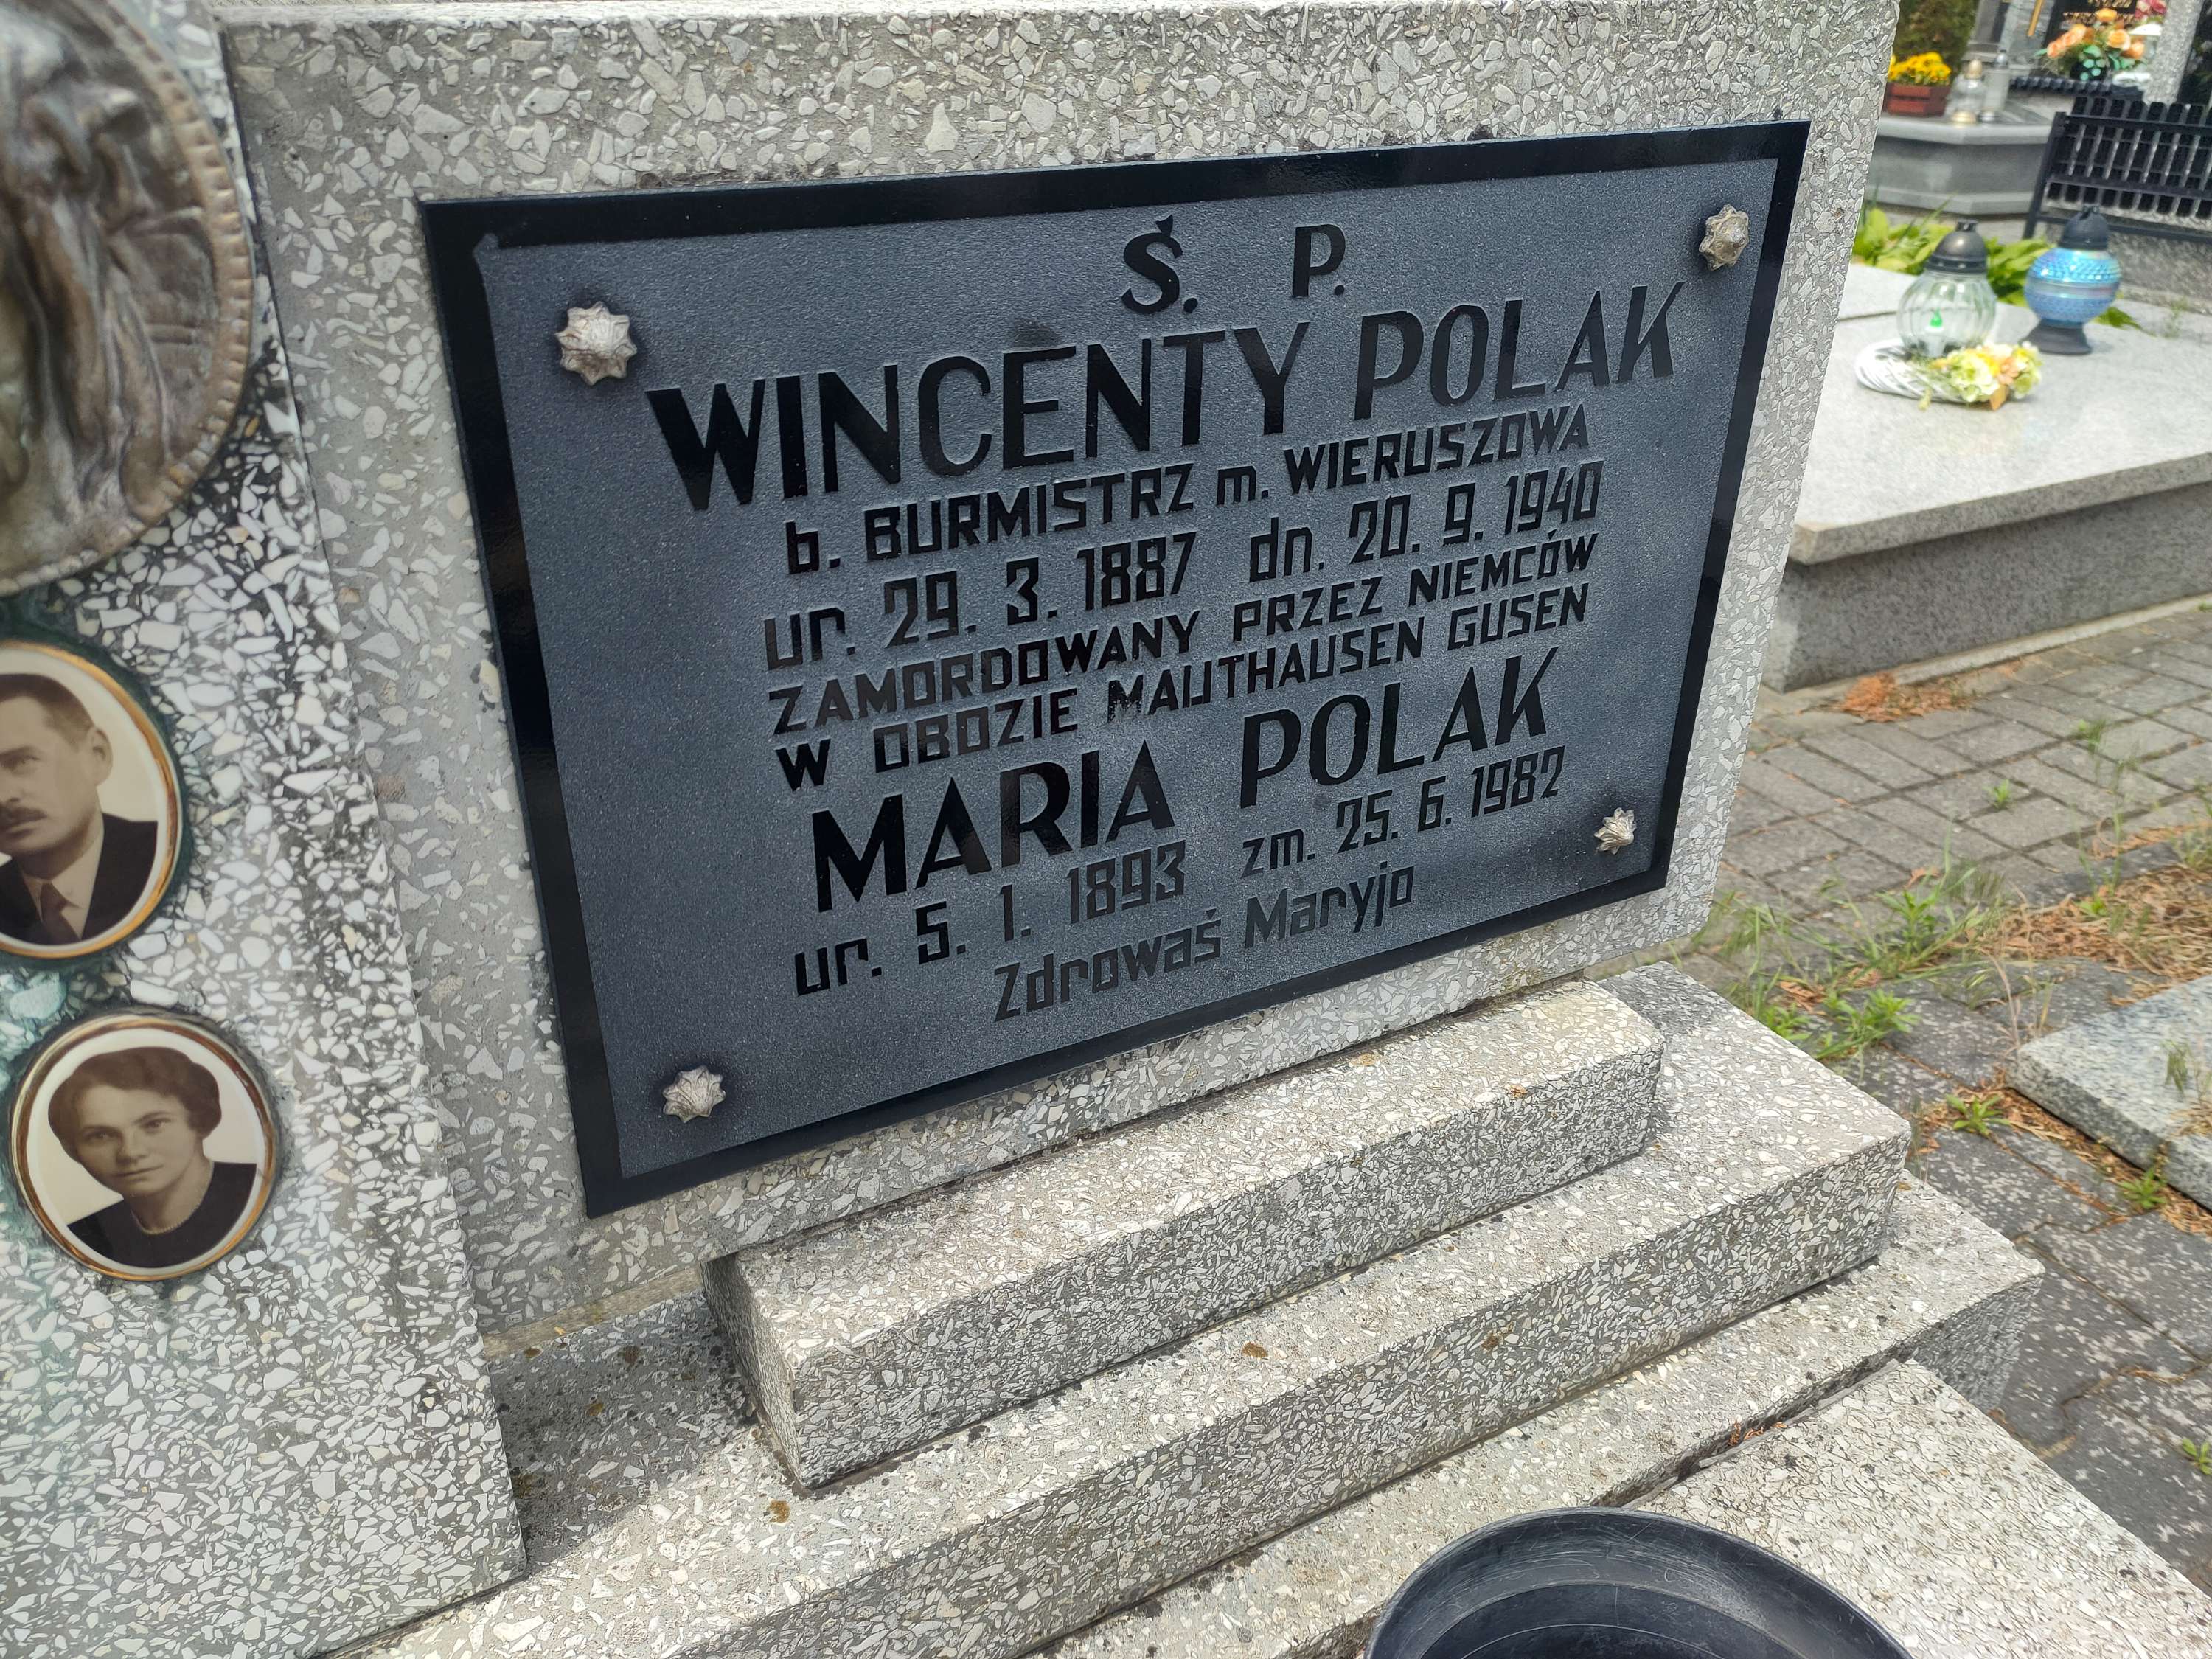 Ś. P.
WINCENTY POLAK
b. BURMISTRZ m. WIERUSZOWA
ur. 29. 3. 1887 dn. 20. 9. 1940
ZAMORDOWANY PRZEZ NIEMCÓW
W OBOZIE MAUTHAUSEN GUSEN
MARIA POLAK
ur. 5. 1. 1893 zm. 25. 6. 1982
Zdrowaś Maryjo